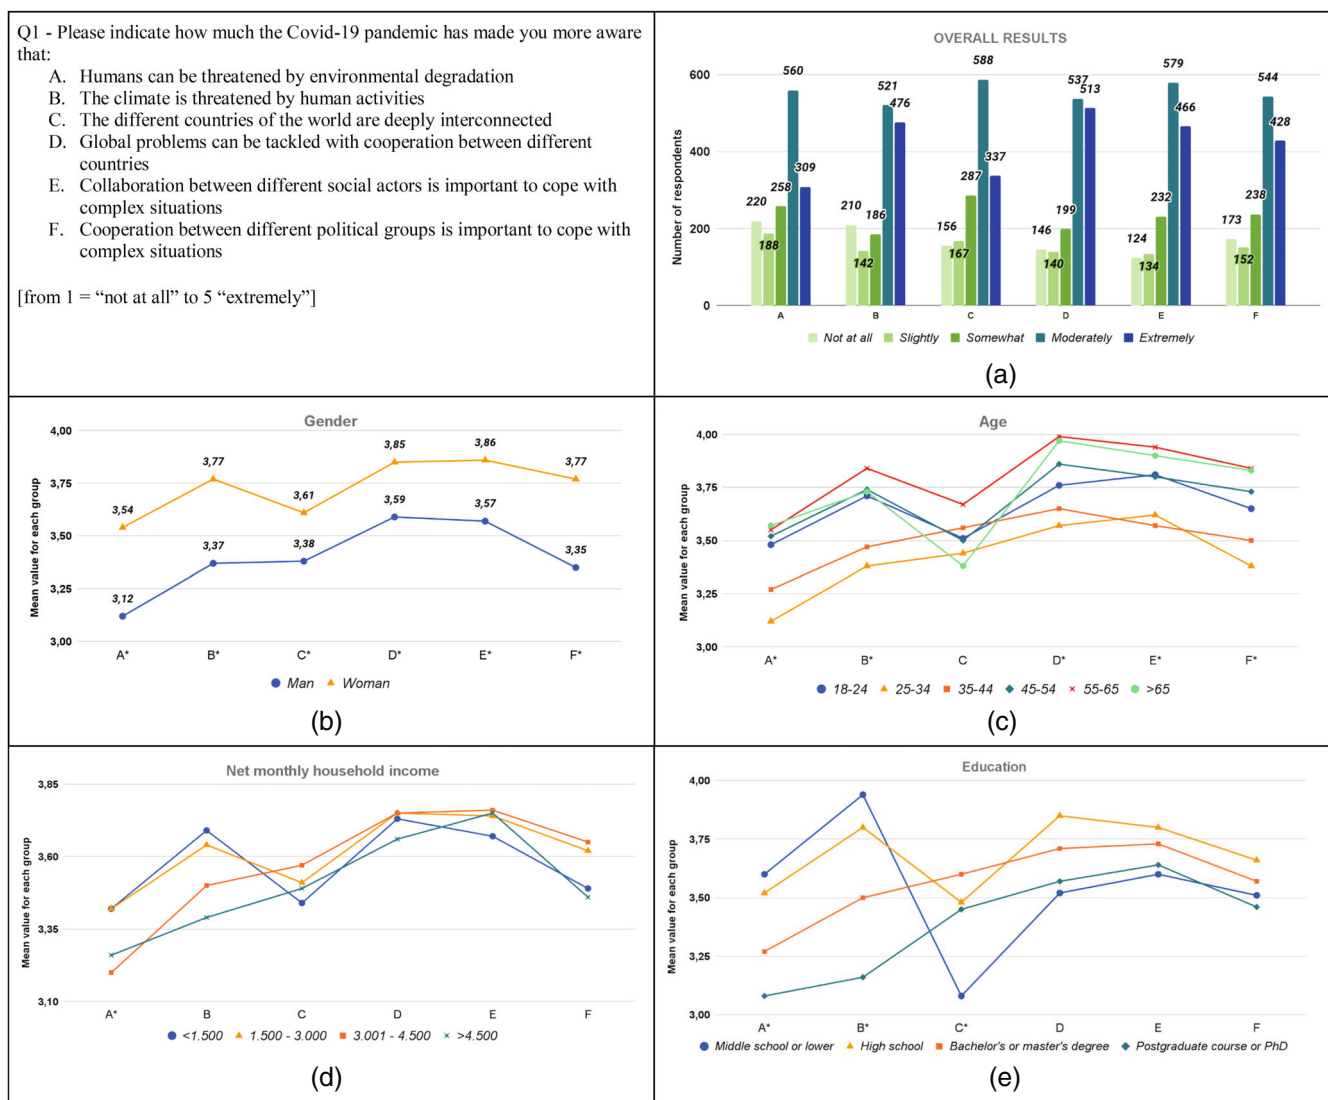 Q1 - Please indicate how much the Covid-19 pandemic has made you more aware
that:
A. Humans can be threatened by environmental degradation
B. The climate is threatened by human activities
C. The different countries of the world are deeply interconnected
D. Global problems can be tackled with cooperation between different
countries
E. Collaboration between different social actors is important to cope with
complex situations
F. Cooperation between different political groups is important to cope with
complex situations
[from 1 = “not at all” to 5 “extremely”]
OVERALL RESULTS
Number of respondents
600
400
200
0
220 188 258 560 309
210 142 186 521 476
156 167 287 588 337
146 140 199 537 513
124 134 232 579 466
173 152 238 544 428
A B C D E F
Not at all Slightly Somewhat Moderately Extremely
(a)
Gender
Mean value for each group
4,00
3,75
3,50
3,25
3,00
3,54 3,77 3,61 3,85 3,86 3,77
3,12 3,37 3,38 3,59 3,57 3,35
A* B* C* D* E* F*
Man Woman
(b)
Age
Mean value for each group
4,00
3,75
3,50
3,25
3,00
A* B* C D* E* F*
18-24 25-34 35-44 45-54 55-65 >65
(c)
Net monthly household income
Mean value for each group
3,85
3,60
3,35
3,10
A* B C D E F
<1.500 1.500 - 3.000 3.001 - 4.500 >4.500
(d)
Education
Mean value for each group
4,00
3,75
3,50
3,25
3,00
A* B* C* D E F
Middle school or lower High school Bachelor's or master's degree Postgraduate course or PhD
(e)